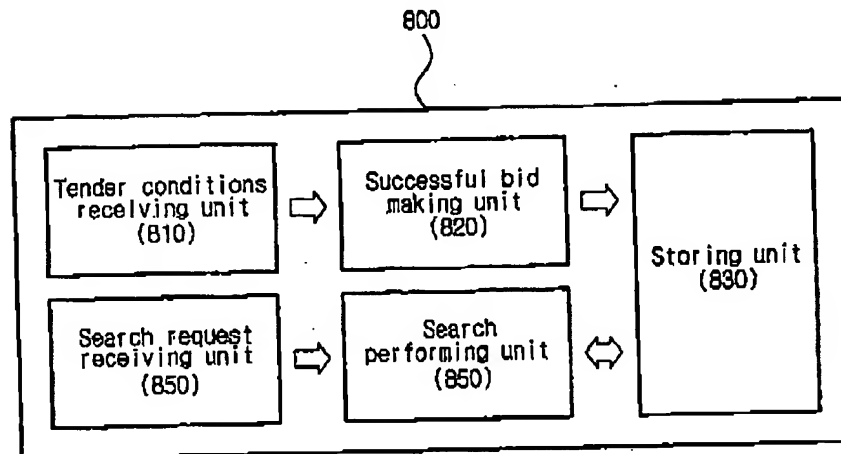 800
Tender conditions
receiving unit
(810)
Successful bid
making unit
(820)
Storing unit
(830)
Search request
receiving unit
(850)
Search
performing unit
(850)